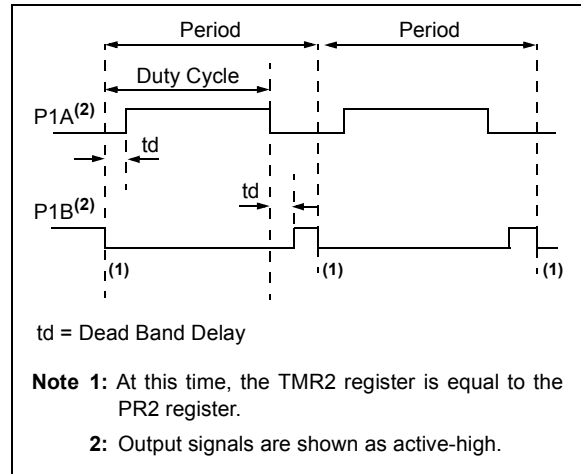 Period Period
Duty Cycle
P1A(2)
td
td
P1B(2)
(1) (1) (1)
td = Dead Band Delay
Note 1: At this time, the TMR2 register is equal to the
PR2 register.
2: Output signals are shown as active-high.